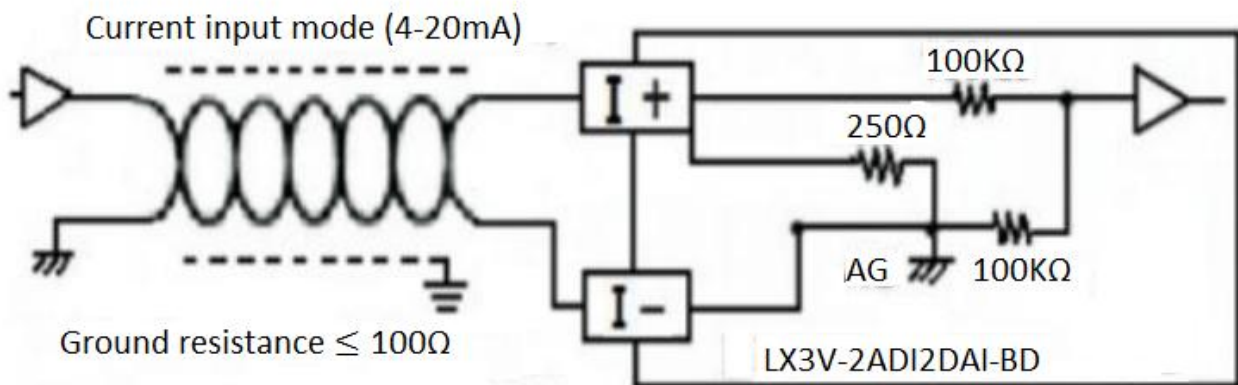 Current input mode (4-20mA)
100KΩ
I +
250Ω
AG
100KΩ
I -
Ground resistance ≤ 100Ω
LX3V-2ADI2DAI-BD